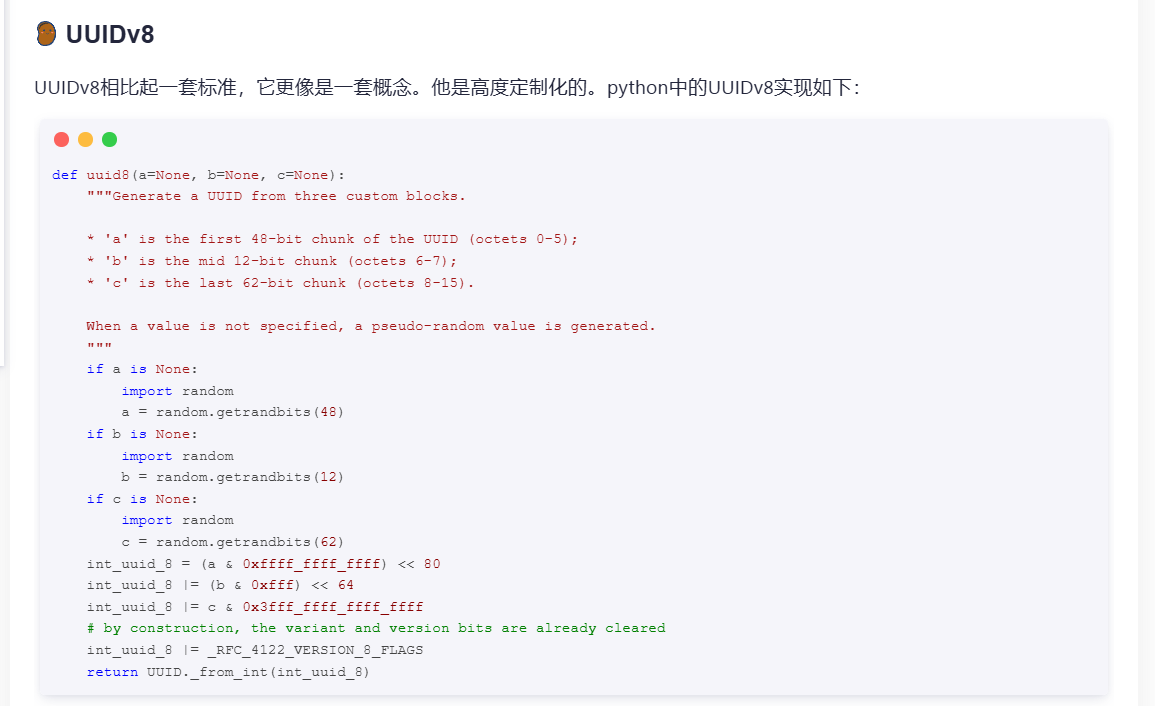 UUIDv8
UUIDv8相比起一套标准，它更像是一套概念。他是高度定制化的。python中的UUIDv8实现如下：
def uuid8(a=None, b=None, c=None):
    """Generate a UUID from three custom blocks.

    * 'a' is the first 48-bit chunk of the UUID (octets 0-5);
    * 'b' is the mid 12-bit chunk (octets 6-7);
    * 'c' is the last 62-bit chunk (octets 8-15).

    When a value is not specified, a pseudo-random value is generated.
    """
    if a is None:
        import random
        a = random.getrandbits(48)
    if b is None:
        import random
        b = random.getrandbits(12)
    if c is None:
        import random
        c = random.getrandbits(62)
    int_uuid_8 = (a & 0xffff_ffff_ffff) << 80
    int_uuid_8 |= (b & 0xfff) << 64
    int_uuid_8 |= c & 0x3fff_ffff_ffff_ffff
    # by construction, the variant and version bits are already cleared
    int_uuid_8 |= _RFC_4122_VERSION_8_FLAGS
    return UUID._from_int(int_uuid_8)